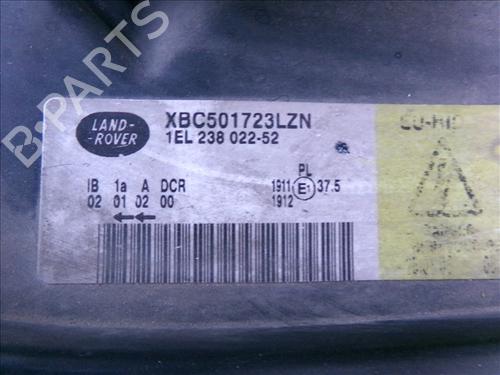 B-PARTS
LAND-
ROVER
XBC501723LZN
1EL 238 022-52
IB 1a A DCR
02 01 02 00
PL
1911 E1 37.5
1912